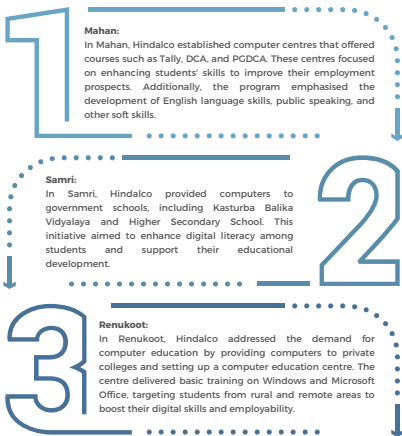 1
Mahan:
In Mahan, Hindalco established computer centres that offered
courses such as Tally, DCA, and PGDCA. These centres focused
on enhancing students' skills to improve their employment
prospects. Additionally, the program emphasised the
development of English language skills, public speaking, and
other soft skills.
2
Samri:
In Samri, Hindalco provided computers to
government schools, including Kasturba Balika
Vidyalaya and Higher Secondary School. This
initiative aimed to enhance digital literacy among
students and support their educational
development.
3
Renukoot:
In Renukoot, Hindalco addressed the demand for
computer education by providing computers to private
colleges and setting up a computer education centre. The
centre delivered basic training on Windows and Microsoft
Office, targeting students from rural and remote areas to
boost their digital skills and employability.